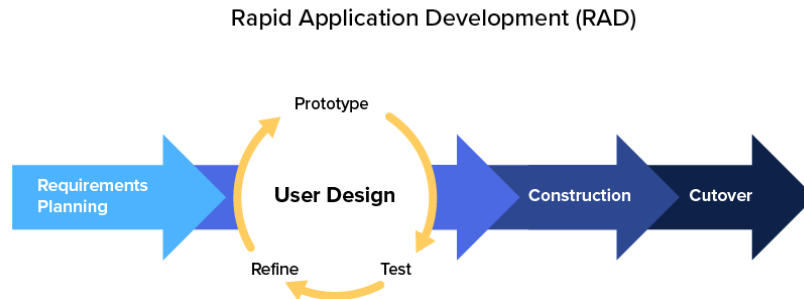 Rapid Application Development (RAD)
Prototype
Requirements
Planning
User Design
Construction
Cutover
Refine
Test